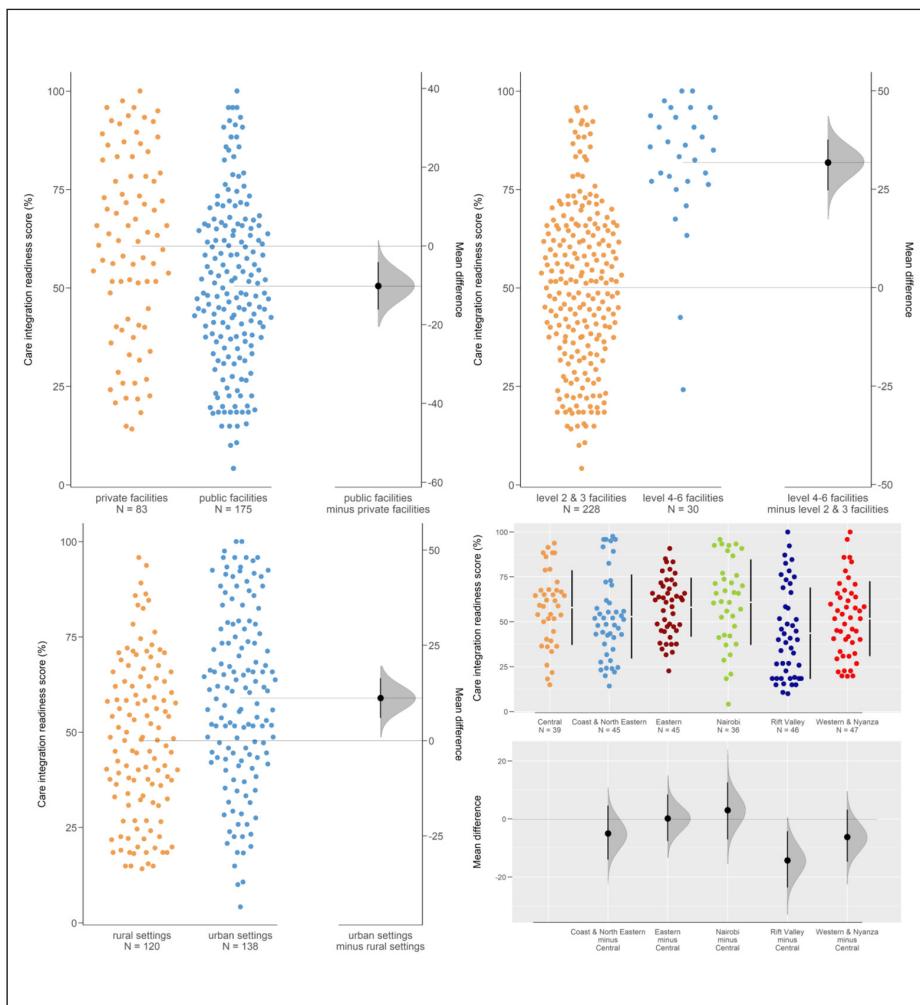 Care integration readiness score (%)
100
75
50
25
0
private facilities
N = 83
public facilities
N = 175
public facilities
minus private facilities
40
20
0
-20
-40
-60
Mean difference
Care integration readiness score (%)
100
75
50
25
0
level 2 & 3 facilities
N = 228
level 4-6 facilities
N = 30
level 4-6 facilities
minus level 2 & 3 facilities
50
25
0
-25
-50
Mean difference
Care integration readiness score (%)
100
75
50
25
0
rural settings
N = 120
urban settings
N = 138
urban settings
minus rural settings
50
25
0
-25
Mean difference
Care integration readiness score (%)
100
75
50
25
0
Central
N = 39
Coast & North Eastern
N = 45
Eastern
N = 45
Nairobi
N = 36
Rift Valley
N = 46
Western & Nyanza
N = 47
Mean difference
20
0
-20
Coast & North Eastern
minus
Central
Eastern
minus
Central
Nairobi
minus
Central
Rift Valley
minus
Central
Western & Nyanza
minus
Central